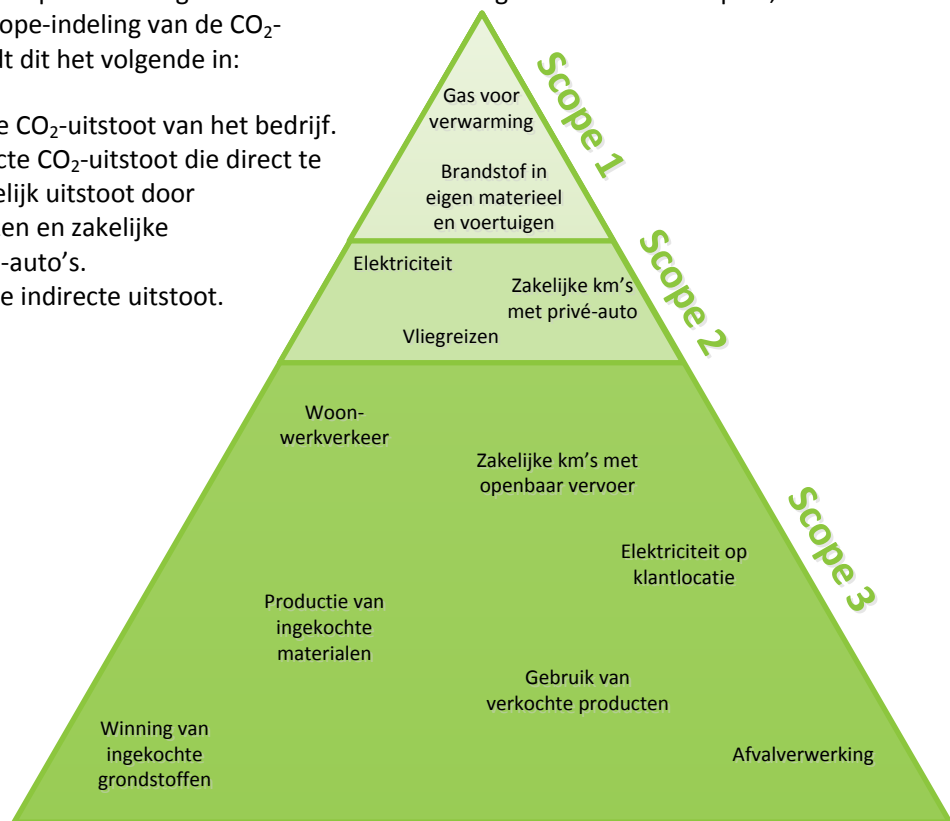 ope-indeling van de CO₂-
lt dit het volgende in:
e CO₂-uitstoot van het bedrijf.
cte CO₂-uitstoot die direct te
elijk uitstoot door
en en zakelijke
-auto's.
e indirecte uitstoot.
Gas voor
verwarming
Brandstof in
eigen materieel
en voertuigen
Scope 1
Elektriciteit
Zakelijke km's
met privé-auto
Vliegreizen
Scope 2
Woon-
werkverkeer
Zakelijke km's met
openbaar vervoer
Elektriciteit op
klantlocatie
Productie van
ingekochte
materialen
Gebruik van
verkochte producten
Winning van
ingekochte
grondstoffen
Afvalverwerking
Scope 3